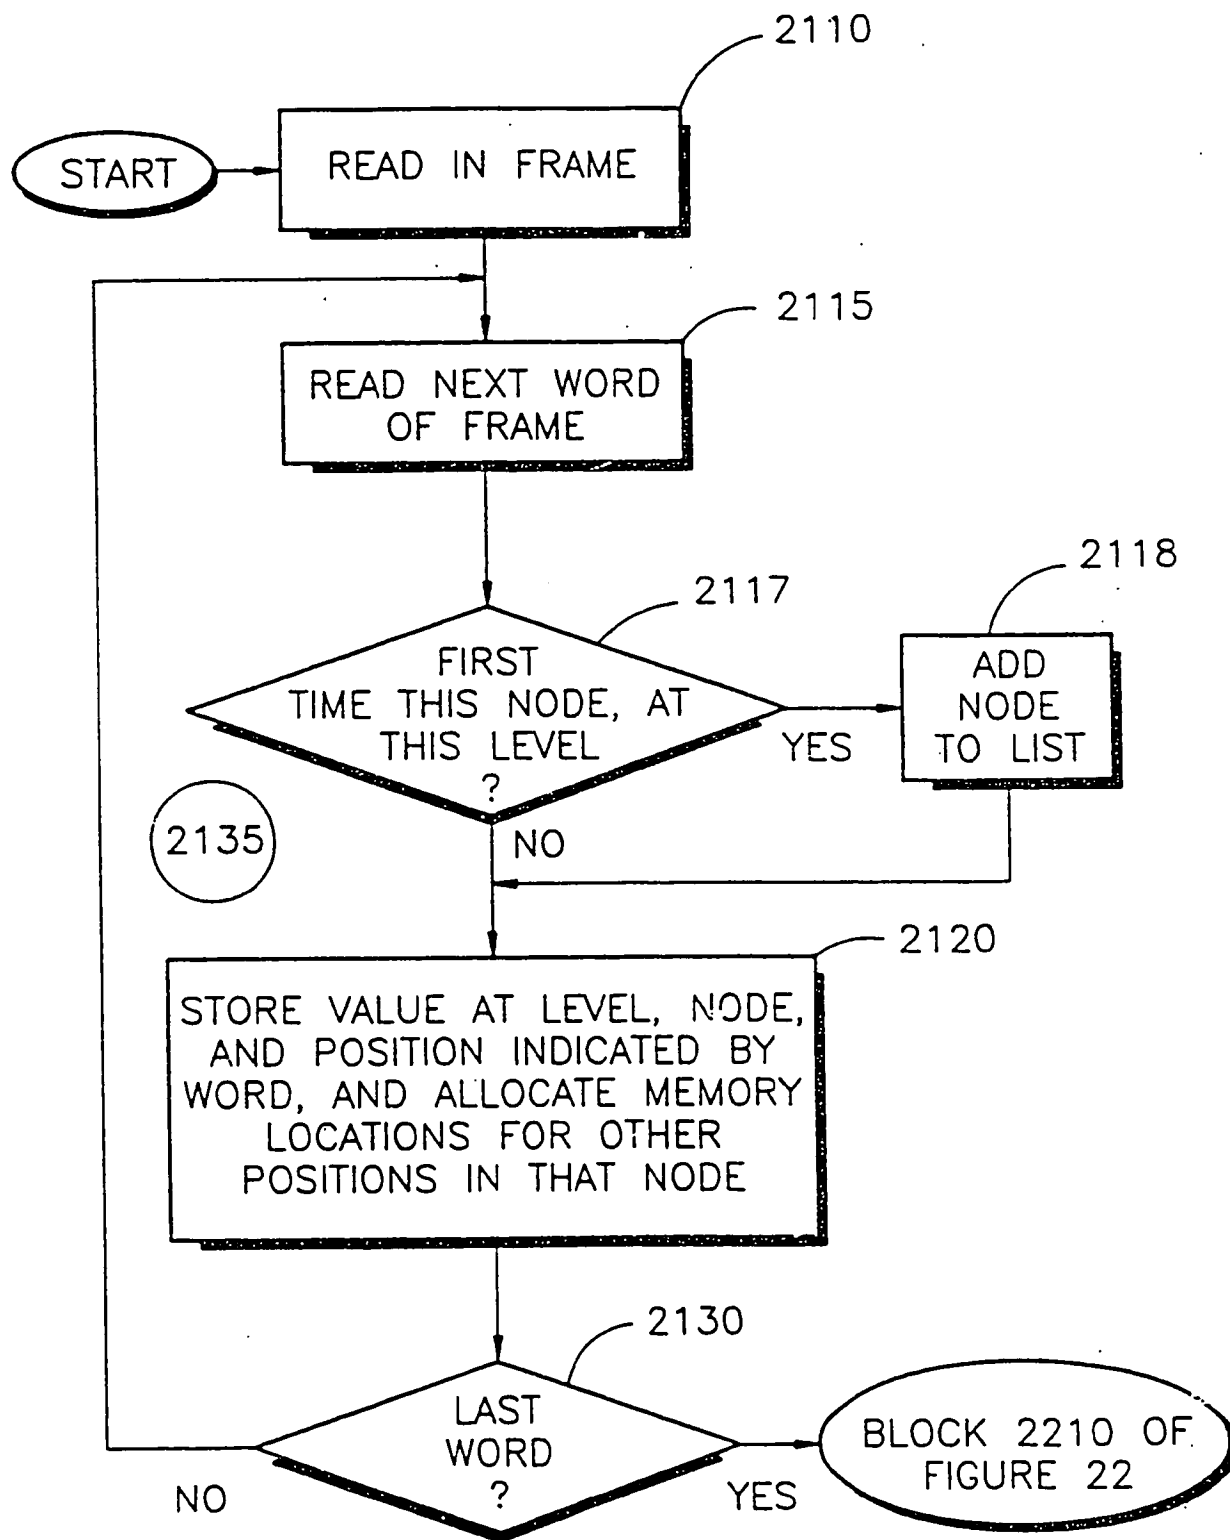 2110
START
READ IN FRAME
2115
READ NEXT WORD
OF FRAME
2117
2118
FIRST
TIME THIS NODE, AT
THIS LEVEL
?
YES
ADD
NODE
TO LIST
2135
NO
2120
STORE VALUE AT LEVEL, NODE,
AND POSITION INDICATED BY
WORD, AND ALLOCATE MEMORY
LOCATIONS FOR OTHER
POSITIONS IN THAT NODE
2130
LAST
WORD
?
NO
YES
BLOCK 2210 OF
FIGURE 22